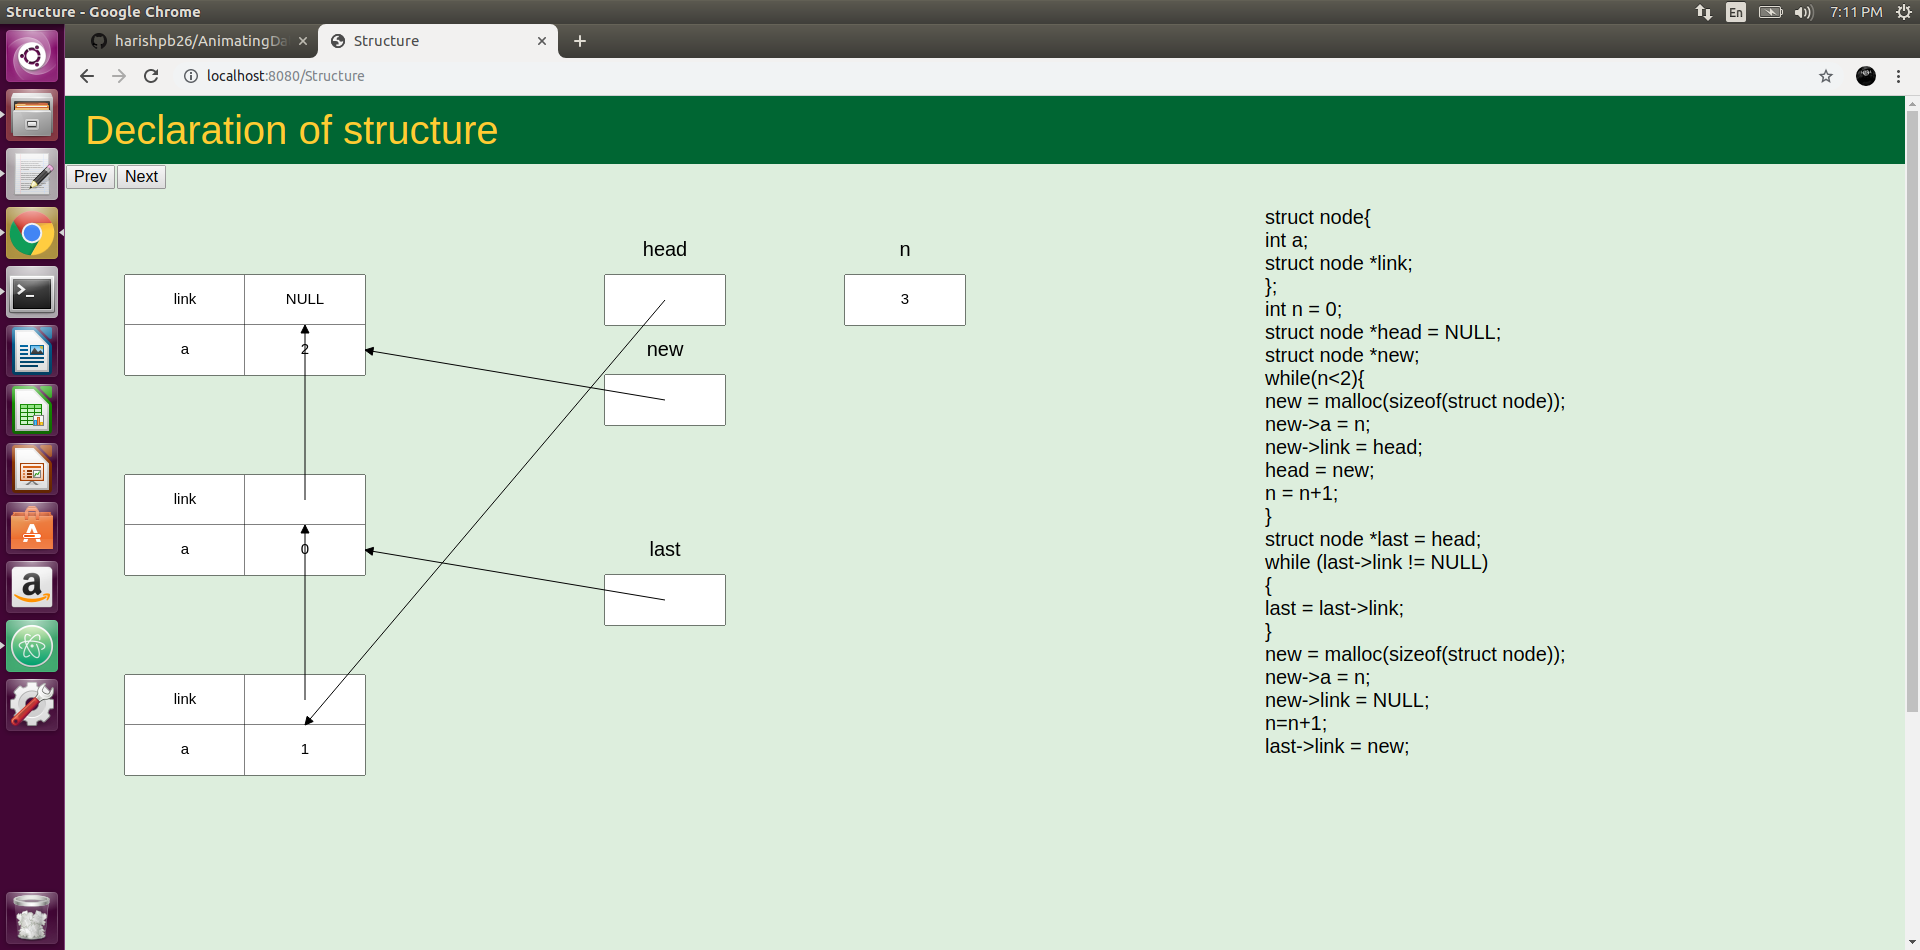 Structure - Google Chrome
En
7:11 PM
harishpb26/AnimatingDa
Structure
localhost:8080/Structure
Declaration of structure
Prev Next
head
n
link NULL
3
a 2
new
link
a 0
last
link
a 1
struct node{
int a;
struct node *link;
};
int n = 0;
struct node *head = NULL;
struct node *new;
while(n<2){
new = malloc(sizeof(struct node));
new->a = n;
new->link = head;
head = new;
n = n+1;
}
struct node *last = head;
while (last->link != NULL)
{
last = last->link;
}
new = malloc(sizeof(struct node));
new->a = n;
new->link = NULL;
n=n+1;
last->link = new;